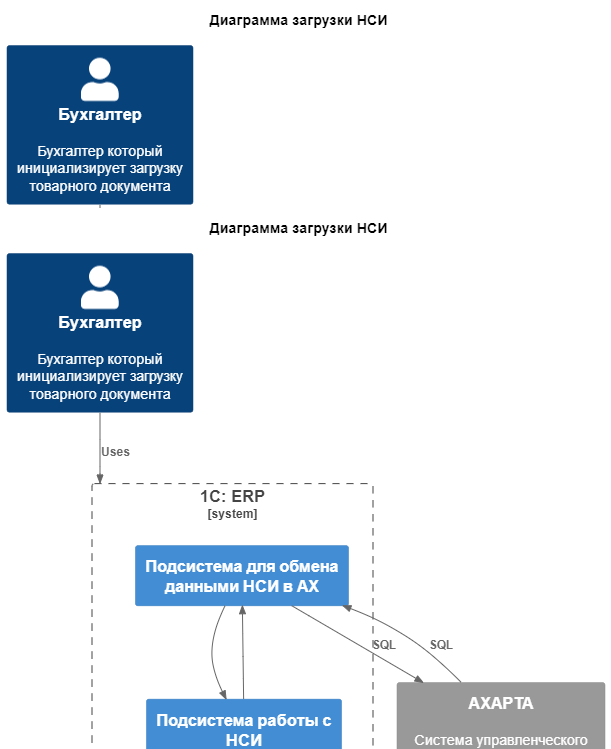 Диаграмма загрузки НСИ
Бухгалтер
Бухгалтер который
инициализирует загрузку
товарного документа
Диаграмма загрузки НСИ
Бухгалтер
Бухгалтер который
инициализирует загрузку
товарного документа
Uses
1С: ERP
[system]
Подсистема для обмена
данными НСИ в АХ
SQL
SQL
Подсистема работы с
НСИ
АХАРТА
Система управленческого